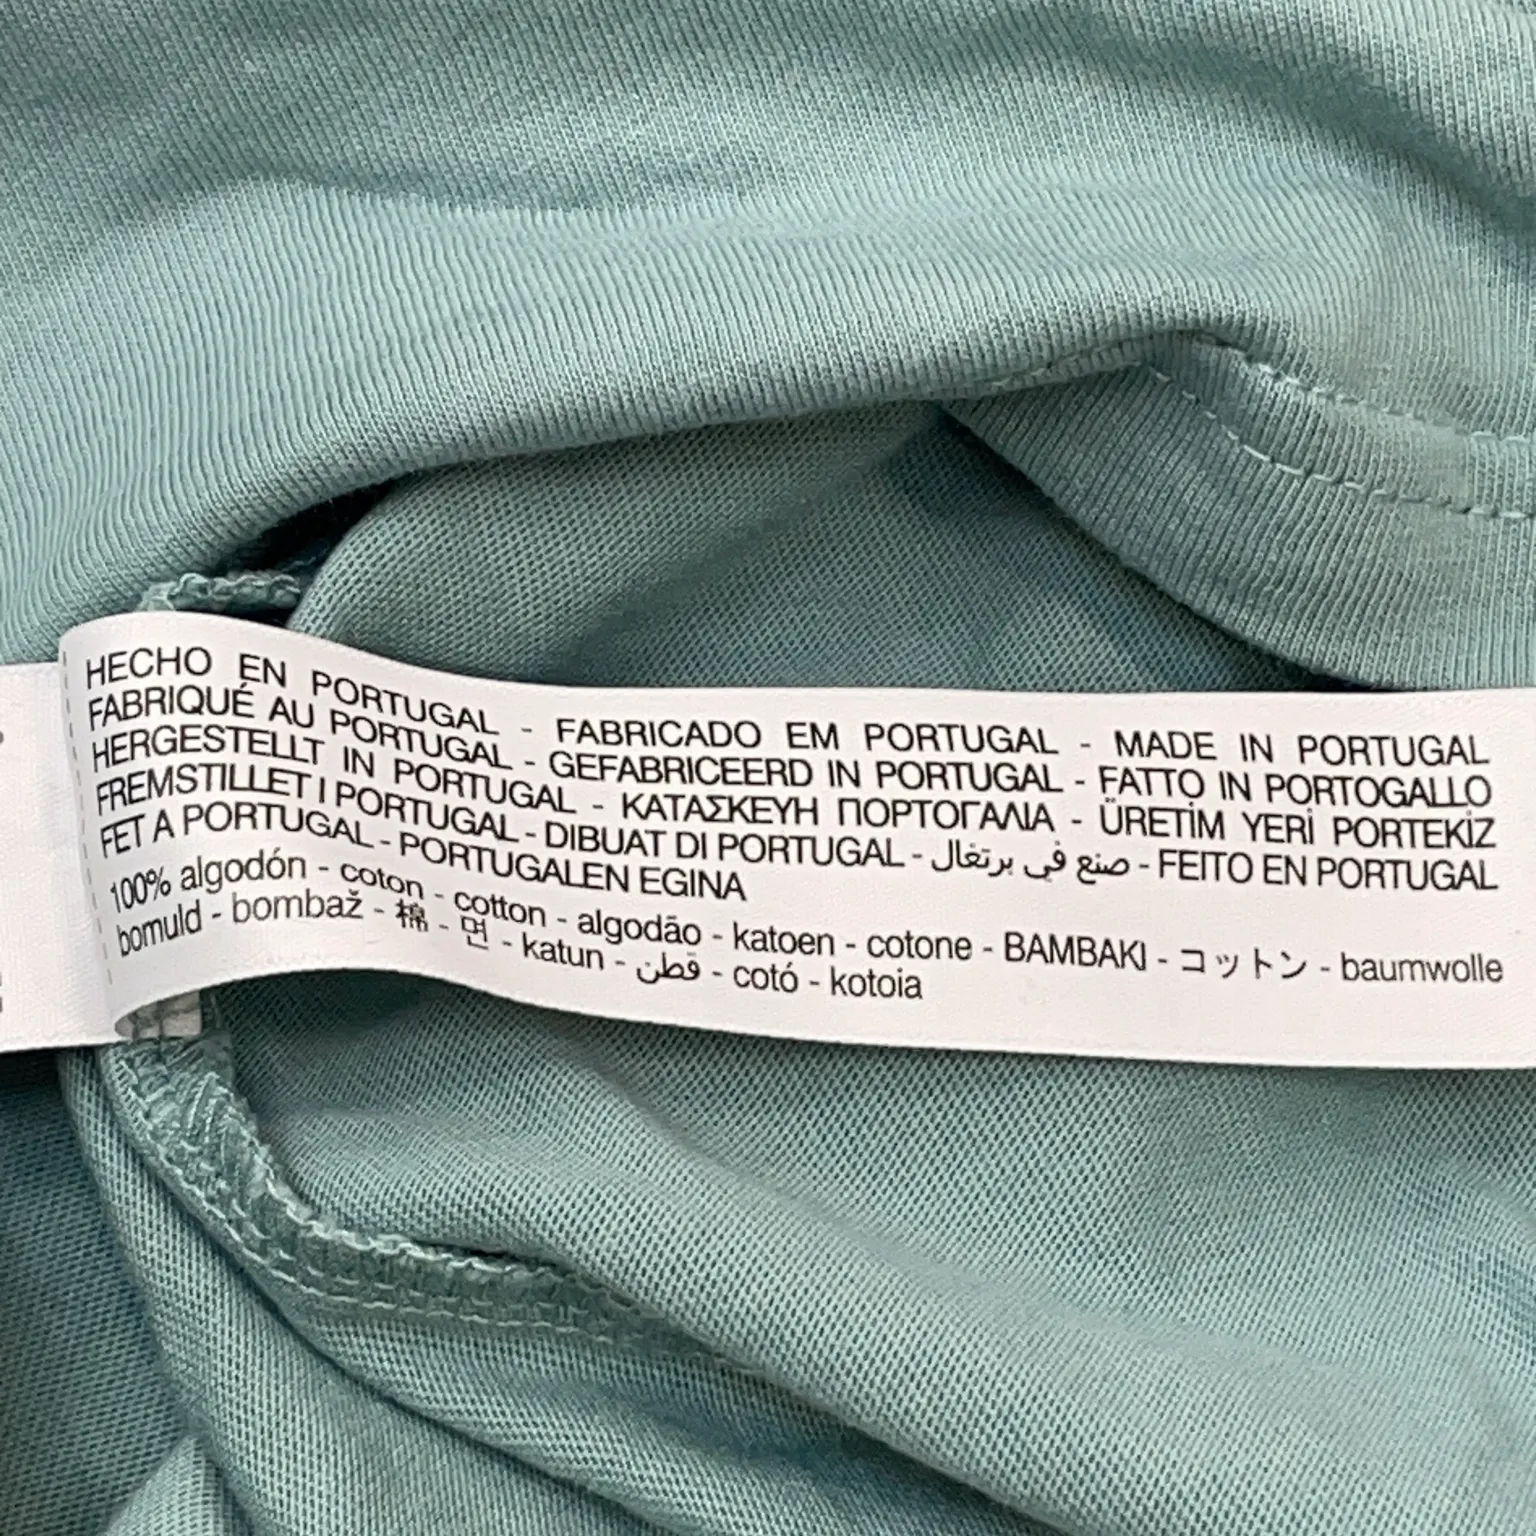 HECHO EN PORTUGAL - FABRICADO EM PORTUGAL - MADE IN PORTUGAL
FABRIQUÉ AU PORTUGAL - GEFABRICEERD IN PORTUGAL - FATTO IN PORTOGALLO
HERGESTELLT IN PORTUGAL - ΚΑΤΑΣΚΕΥΗ ΠΟΡΤΟΓΑΛΙΑ - ÜRETİM YERİ PORTEKİZ
FREMSTILLET I PORTUGAL - DIBUAT DI PORTUGAL - صنع في برتغال - FEITO EN PORTUGAL
FET A PORTUGAL - PORTUGALEN EGINA
100% algodón - coton - cotton - algodão - katoen - cotone - BAMBAKI - コットン - baumwolle
bomuld - bombaž - 棉 - 면 - katun - قطن - cotó - kotoia